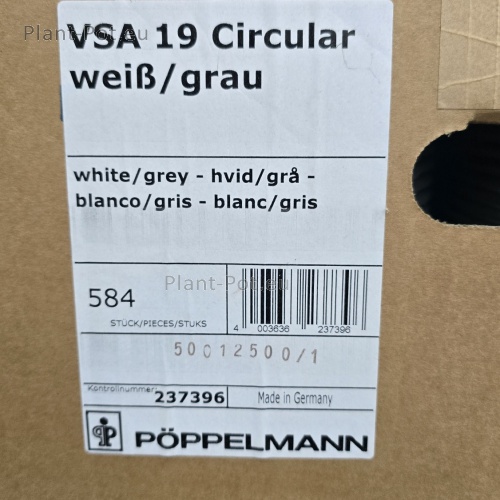 Plant-Pot.eu
VSA 19 Circular
weiß/grau
white/grey - hvid/grå -
blanco/gris - blanc/gris
584
STÜCK/PIECES/STUKS
Plant-Pot.eu
4 003636 237396
50012500/1
Kontrollnummer:
237396
Made in Germany
PÖPPELMANN